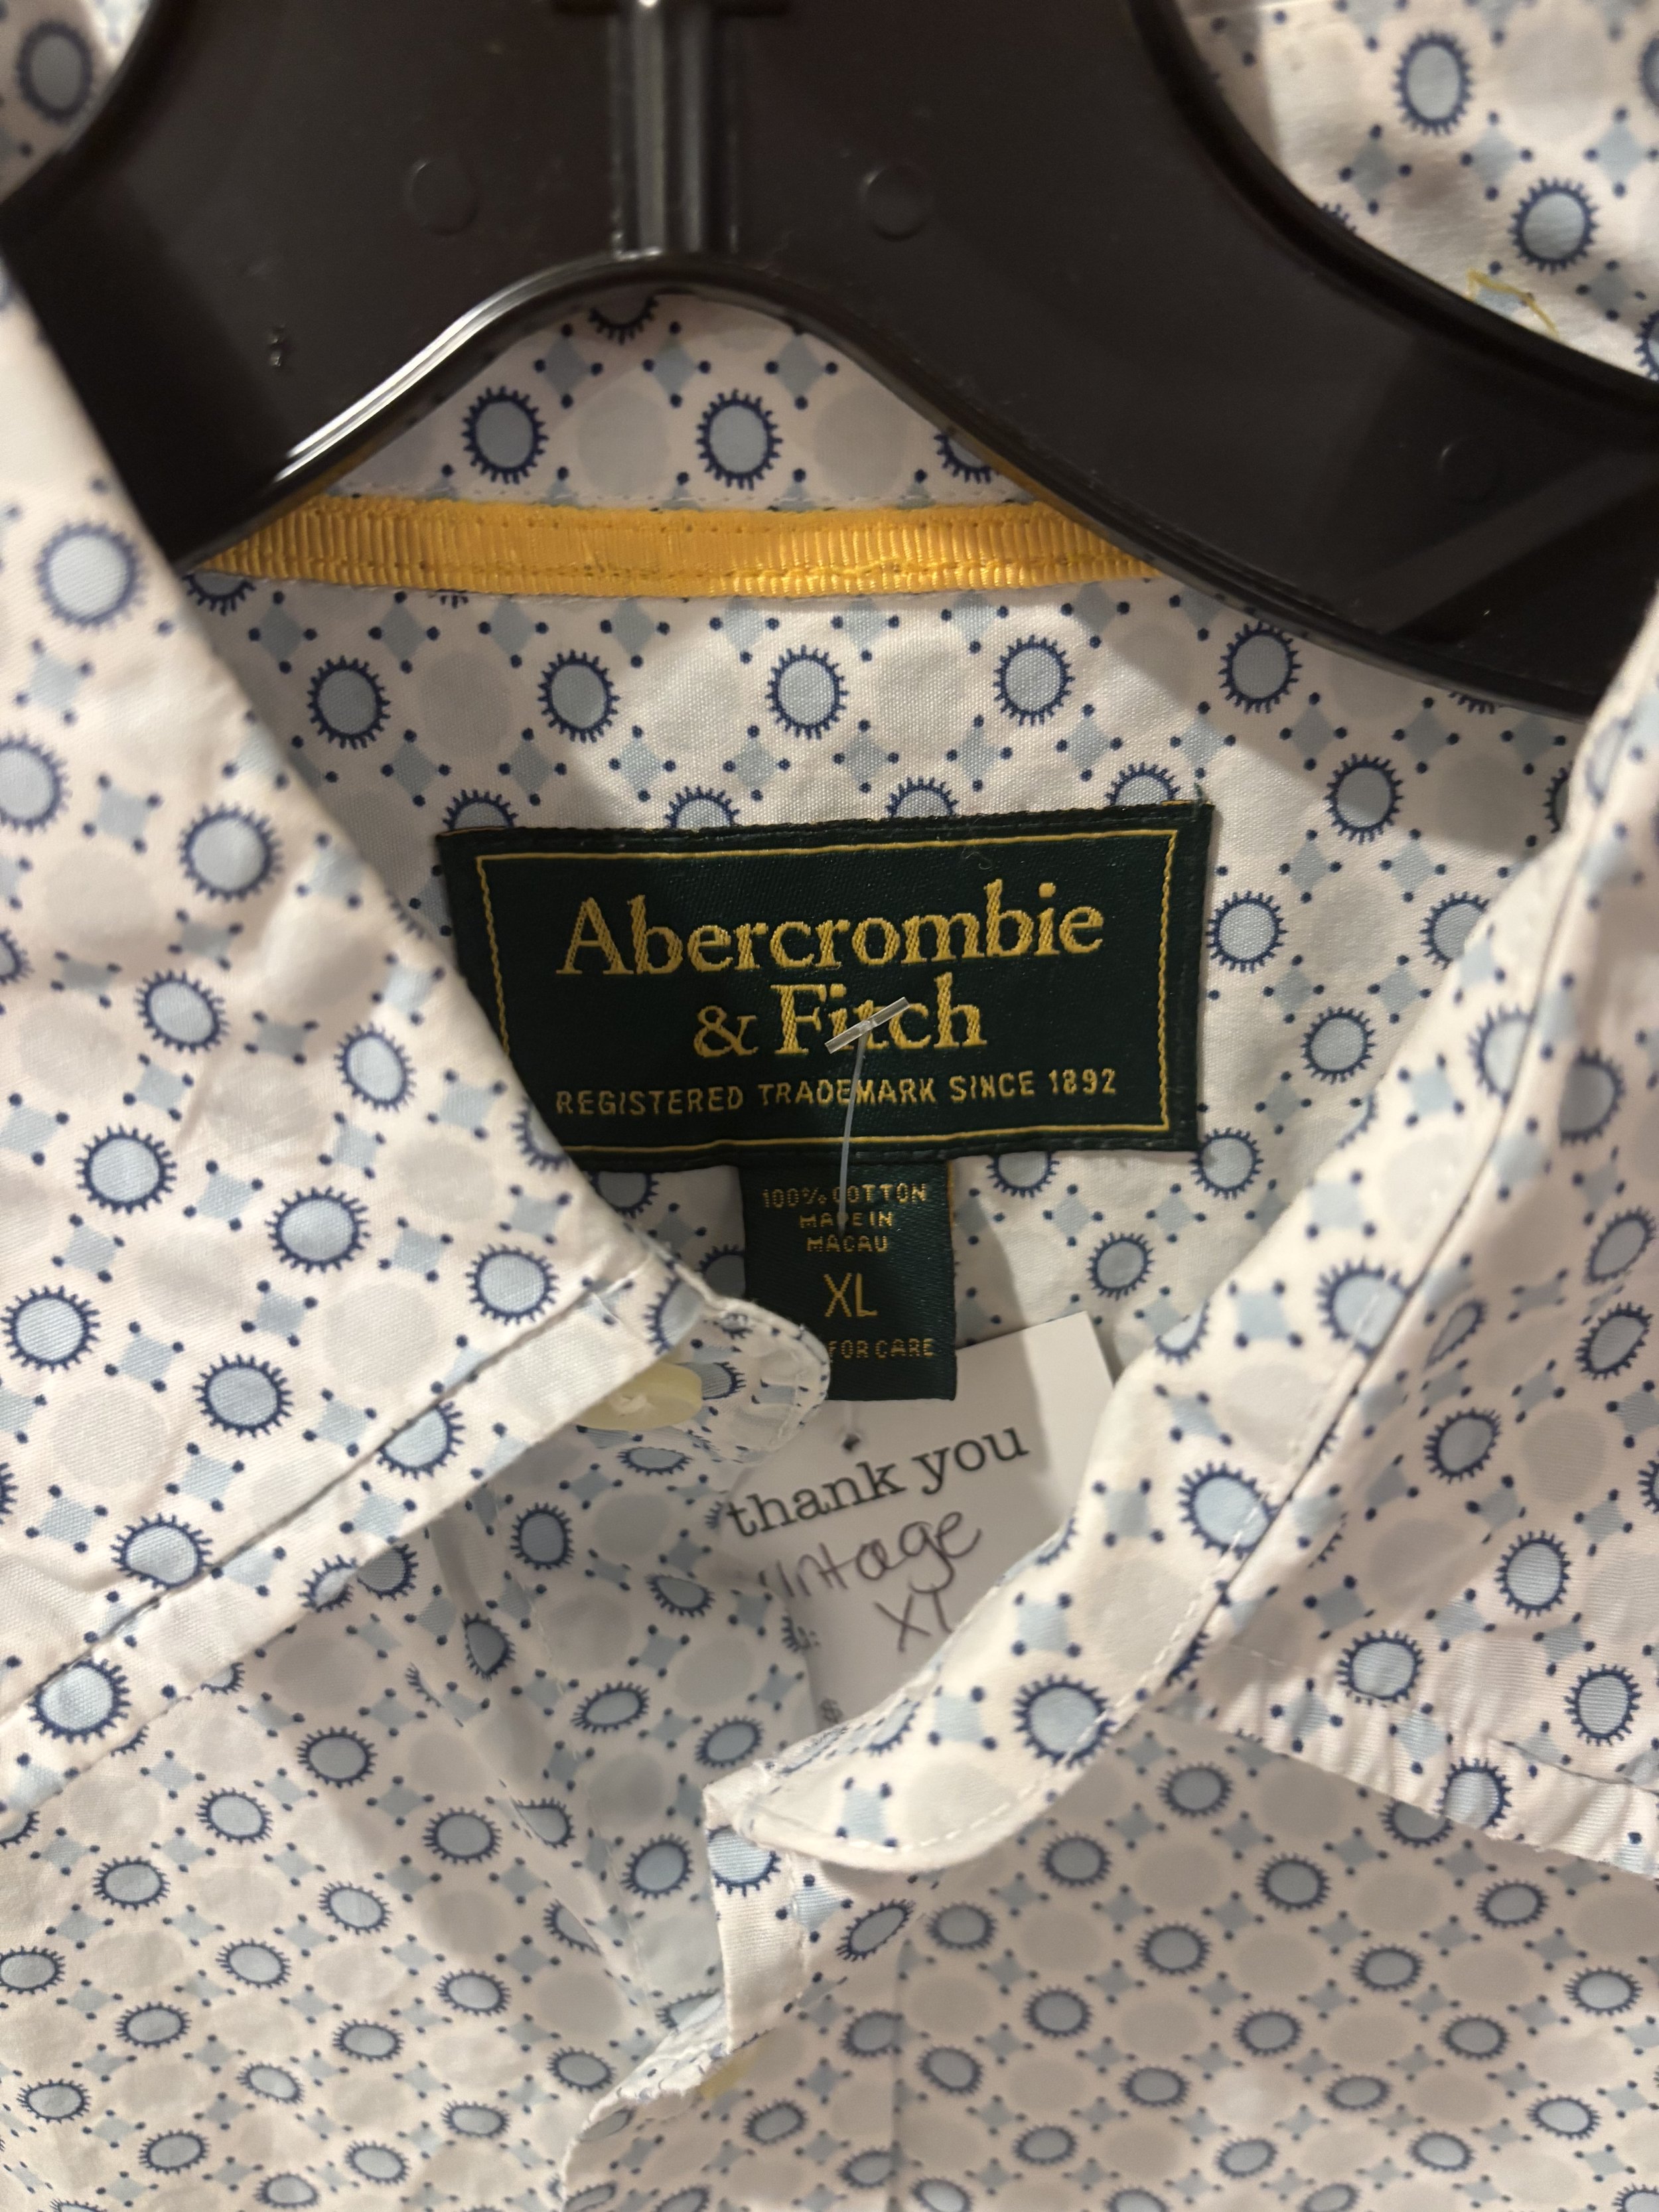 Abercrombie
& Fitch
REGISTERED TRADEMARK SINCE 1892
100% COTTON
MADE IN
MACAU
XL
FOR CARE
thank you
vintage
XL
$